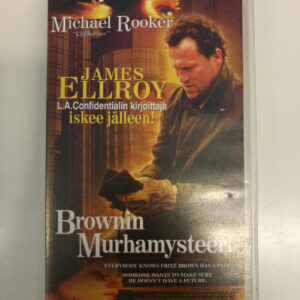 Michael Rooker
"Cliffhanger"
JAMES
ELLROY
L.A.Confidentialin kirjoittaja
iskee jälleen!
Brownin
Murhamysteeri
EVERYBODY KNOWS FRITZ BROWN HAS A PAST.
SOMEONE WANTS TO MAKE SURE
HE DOESN'T HAVE A FUTURE.